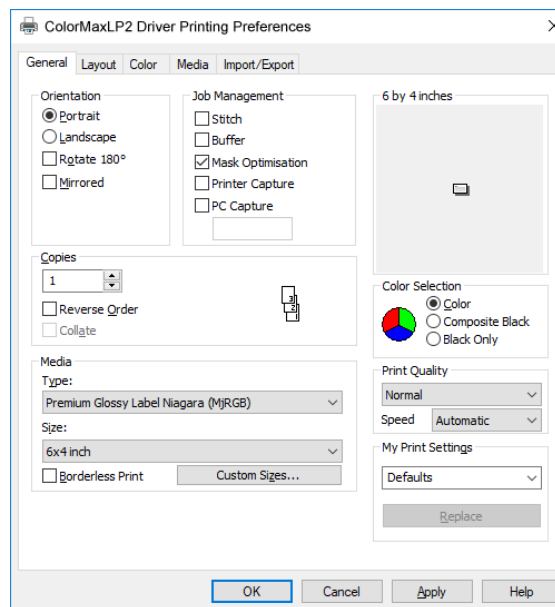 ColorMaxLP2 Driver Printing Preferences
General Layout Color Media Import/Export
Orientation
Portrait
Landscape
Rotate 180°
Mirrored
Job Management
Stitch
Buffer
Mask Optimisation
Printer Capture
PC Capture
6 by 4 inches
Copies
1
Reverse Order
Collate
3
2
1
Color Selection
Color
Composite Black
Black Only
Media
Type:
Premium Glossy Label Niagara (MjRGB)
Size:
6x4 inch
Borderless Print
Custom Sizes...
Print Quality
Normal
Speed Automatic
My Print Settings
Defaults
Replace
OK Cancel Apply Help